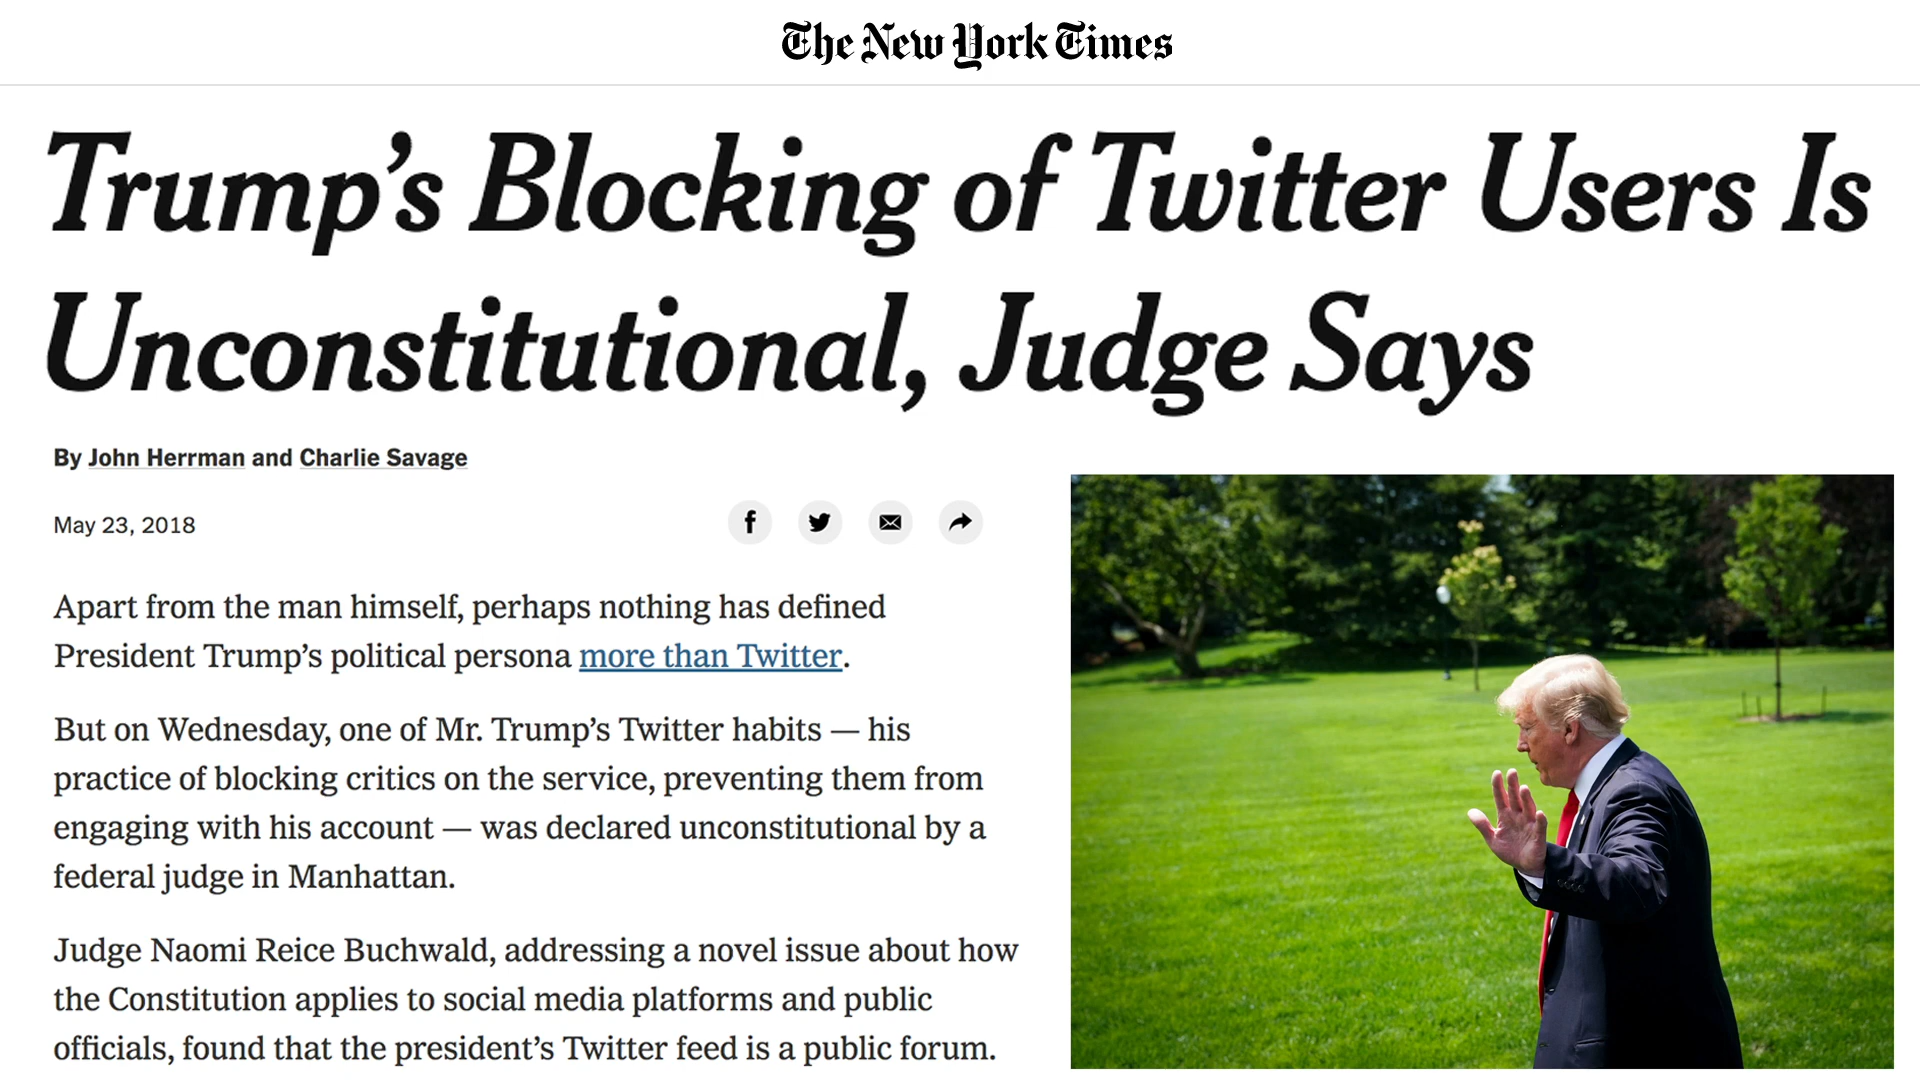 The New York Times
Trump’s Blocking of Twitter Users Is
Unconstitutional, Judge Says
By John Herrman and Charlie Savage
May 23, 2018
Apart from the man himself, perhaps nothing has defined
President Trump’s political persona more than Twitter.
But on Wednesday, one of Mr. Trump’s Twitter habits — his
practice of blocking critics on the service, preventing them from
engaging with his account — was declared unconstitutional by a
federal judge in Manhattan.
Judge Naomi Reice Buchwald, addressing a novel issue about how
the Constitution applies to social media platforms and public
officials, found that the president’s Twitter feed is a public forum.